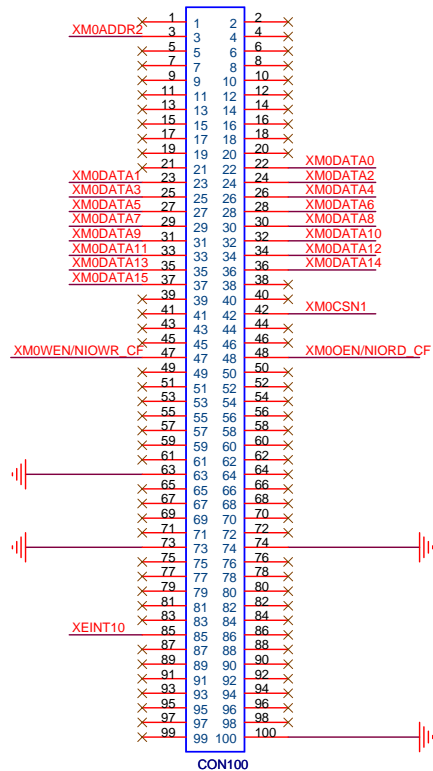 1 1 2 2
XM0ADDR2 3 3 4 4
5 5 6 6
7 7 8 8
9 9 10 10
11 11 12 12
13 13 14 14
15 15 16 16
17 17 18 18
19 19 20 20
21 21 22 22 XM0DATA0
XM0DATA1 23 23 24 24 XM0DATA2
XM0DATA3 25 25 26 26 XM0DATA4
XM0DATA5 27 27 28 28 XM0DATA6
XM0DATA7 29 29 30 30 XM0DATA8
XM0DATA9 31 31 32 32 XM0DATA10
XM0DATA11 33 33 34 34 XM0DATA12
XM0DATA13 35 35 36 36 XM0DATA14
XM0DATA15 37 37 38 38
39 39 40 40
41 41 42 42 XM0CSN1
43 43 44 44
45 45 46 46
XM0WEN/NIOWR_CF 47 47 48 48 XM0OEN/NIORD_CF
49 49 50 50
51 51 52 52
53 53 54 54
55 55 56 56
57 57 58 58
59 59 60 60
61 61 62 62
63 63 64 64
65 65 66 66
67 67 68 68
69 69 70 70
71 71 72 72
73 73 74 74
75 75 76 76
77 77 78 78
79 79 80 80
81 81 82 82
83 83 84 84
XEINT10 85 85 86 86
87 87 88 88
89 89 90 90
91 91 92 92
93 93 94 94
95 95 96 96
97 97 98 98
99 99 100 100
CON100